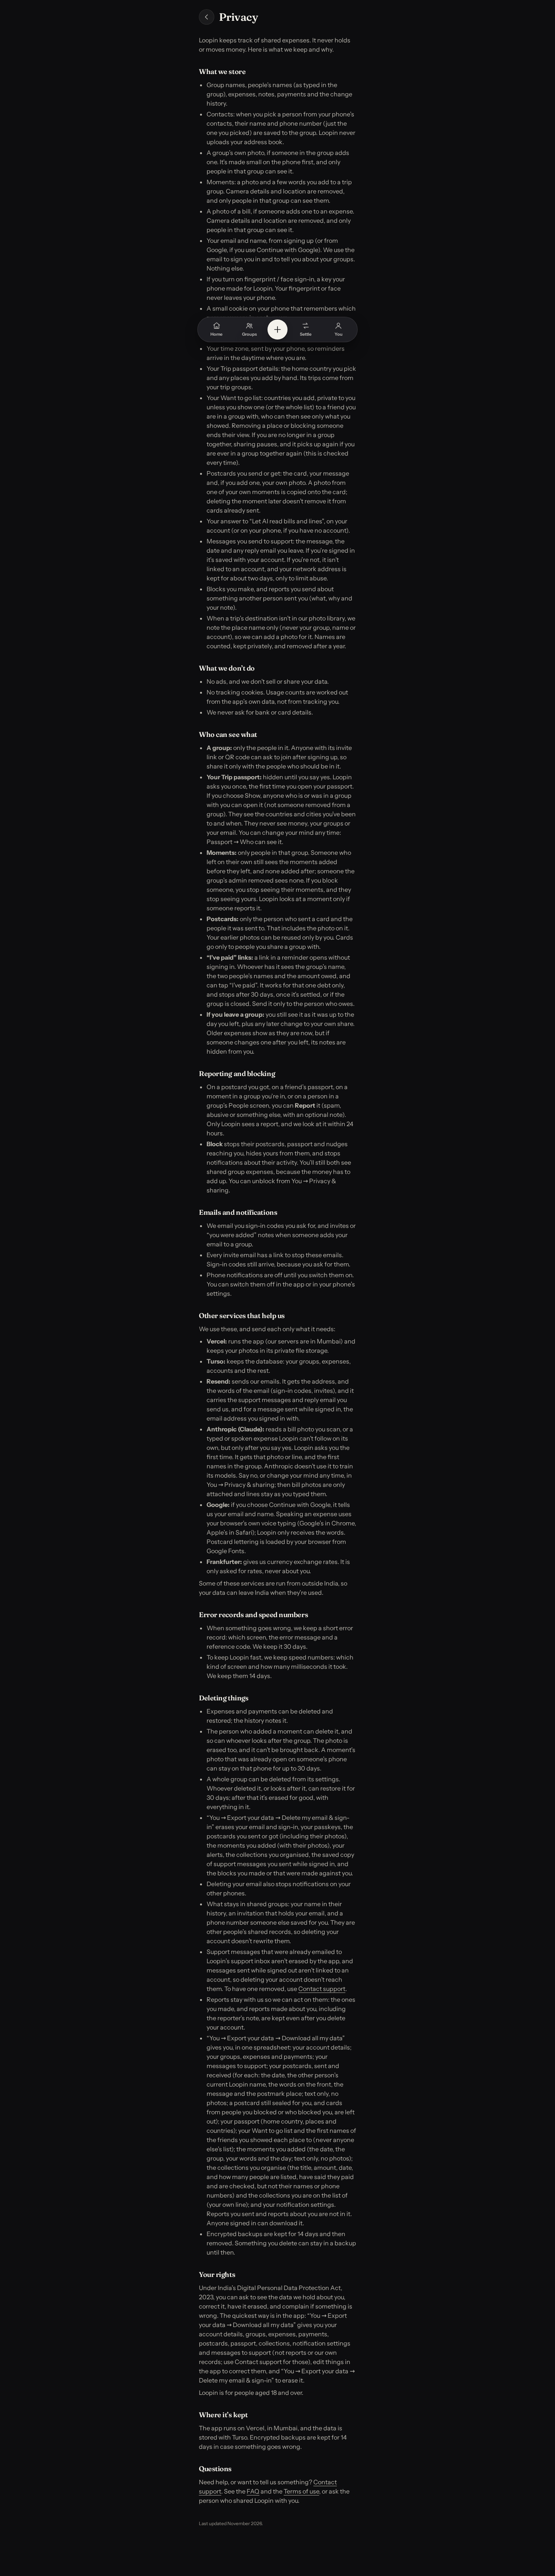 Privacy
Loopin keeps track of shared expenses. It never holds
or moves money. Here is what we keep and why.
What we store
• Group names, people's names (as typed in the
group), expenses, notes, payments and the change
history.
• Contacts: when you pick a person from your phone's
contacts, their name and phone number (just the
one you picked) are saved to the group. Loopin never
uploads your address book.
• A group's own photo, if someone in the group adds
one. It's made small on the phone first, and only
people in that group can see it.
• Moments: a photo and a few words you add to a trip
group. Camera details and location are removed,
and only people in that group can see them.
• A photo of a bill, if someone adds one to an expense.
Camera details and location are removed, and only
people in that group can see it.
• Your email and name, from signing up (or from
Google, if you use Continue with Google). We use the
email to sign you in and to tell you about your groups.
Nothing else.
• If you turn on fingerprint / face sign-in, a key your
phone made for Loopin. Your fingerprint or face
never leaves your phone.
• A small cookie on your phone that remembers which
Home
Groups
Settle
You
• Your time zone, sent by your phone, so reminders
arrive in the daytime where you are.
• Your Trip passport details: the home country you pick
and any places you add by hand. Its trips come from
your trip groups.
• Your Want to go list: countries you add, private to you
unless you show one (or the whole list) to a friend you
are in a group with, who can then see only what you
showed. Removing a place or blocking someone
ends their view. If you are no longer in a group
together, sharing pauses, and it picks up again if you
are ever in a group together again (this is checked
every time).
• Postcards you send or get: the card, your message
and, if you add one, your own photo. A photo from
one of your own moments is copied onto the card;
deleting the moment later doesn't remove it from
cards already sent.
• Your answer to "Let AI read bills and lines", on your
account (or on your phone, if you have no account).
• Messages you send to support: the message, the
date and any reply email you leave. If you're signed in
it's saved with your account. If you're not, it isn't
linked to an account, and your network address is
kept for about two days, only to limit abuse.
• Blocks you make, and reports you send about
something another person sent you (what, why and
your note).
• When a trip's destination isn't in our photo library, we
note the place name only (never your group, name or
account), so we can add a photo for it. Names are
counted, kept privately, and removed after a year.
What we don't do
• No ads, and we don't sell or share your data.
• No tracking cookies. Usage counts are worked out
from the app's own data, not from tracking you.
• We never ask for bank or card details.
Who can see what
• A group: only the people in it. Anyone with its invite
link or QR code can ask to join after signing up, so
share it only with the people who should be in it.
• Your Trip passport: hidden until you say yes. Loopin
asks you once, the first time you open your passport.
If you choose Show, anyone who is or was in a group
with you can open it (not someone removed from a
group). They see the countries and cities you've been
to and when. They never see money, your groups or
your email. You can change your mind any time:
Passport → Who can see it.
• Moments: only people in that group. Someone who
left on their own still sees the moments added
before they left, and none added after; someone the
group's admin removed sees none. If you block
someone, you stop seeing their moments, and they
stop seeing yours. Loopin looks at a moment only if
someone reports it.
• Postcards: only the person who sent a card and the
people it was sent to. That includes the photo on it.
Your earlier photos can be reused only by you. Cards
go only to people you share a group with.
• "I've paid" links: a link in a reminder opens without
signing in. Whoever has it sees the group's name,
the two people's names and the amount owed, and
can tap "I've paid". It works for that one debt only,
and stops after 30 days, once it's settled, or if the
group is closed. Send it only to the person who owes.
• If you leave a group: you still see it as it was up to the
day you left, plus any later change to your own share.
Older expenses show as they are now, but if
someone changes one after you left, its notes are
hidden from you.
Reporting and blocking
• On a postcard you got, on a friend's passport, on a
moment in a group you're in, or on a person in a
group's People screen, you can Report it (spam,
abusive or something else, with an optional note).
Only Loopin sees a report, and we look at it within 24
hours.
• Block stops their postcards, passport and nudges
reaching you, hides yours from them, and stops
notifications about their activity. You'll still both see
shared group expenses, because the money has to
add up. You can unblock from You → Privacy &
sharing.
Emails and notifications
• We email you sign-in codes you ask for, and invites or
"you were added" notes when someone adds your
email to a group.
• Every invite email has a link to stop these emails.
Sign-in codes still arrive, because you ask for them.
• Phone notifications are off until you switch them on.
You can switch them off in the app or in your phone's
settings.
Other services that help us
We use these, and send each only what it needs:
• Vercel: runs the app (our servers are in Mumbai) and
keeps your photos in its private file storage.
• Turso: keeps the database: your groups, expenses,
accounts and the rest.
• Resend: sends our emails. It gets the address, and
the words of the email (sign-in codes, invites), and it
carries the support messages and reply email you
send us, and for a message sent while signed in, the
email address you signed in with.
• Anthropic (Claude): reads a bill photo you scan, or a
typed or spoken expense Loopin can't follow on its
own, but only after you say yes. Loopin asks you the
first time. It gets that photo or line, and the first
names in the group. Anthropic doesn't use it to train
its models. Say no, or change your mind any time, in
You → Privacy & sharing; then bill photos are only
attached and lines stay as you typed them.
• Google: if you choose Continue with Google, it tells
us your email and name. Speaking an expense uses
your browser's own voice typing (Google's in Chrome,
Apple's in Safari); Loopin only receives the words.
Postcard lettering is loaded by your browser from
Google Fonts.
• Frankfurter: gives us currency exchange rates. It is
only asked for rates, never about you.
Some of these services are run from outside India, so
your data can leave India when they're used.
Error records and speed numbers
• When something goes wrong, we keep a short error
record: which screen, the error message and a
reference code. We keep it 30 days.
• To keep Loopin fast, we keep speed numbers: which
kind of screen and how many milliseconds it took.
We keep them 14 days.
Deleting things
• Expenses and payments can be deleted and
restored; the history notes it.
• The person who added a moment can delete it, and
so can whoever looks after the group. The photo is
erased too, and it can't be brought back. A moment's
photo that was already open on someone's phone
can stay on that phone for up to 30 days.
• A whole group can be deleted from its settings.
Whoever deleted it, or looks after it, can restore it for
30 days; after that it's erased for good, with
everything in it.
• "You → Export your data → Delete my email & sign-
in" erases your email and sign-in, your passkeys, the
postcards you sent or got (including their photos),
the moments you added (with their photos), your
alerts, the collections you organised, the saved copy
of support messages you sent while signed in, and
the blocks you made or that were made against you.
• Deleting your email also stops notifications on your
other phones.
• What stays in shared groups: your name in their
history, an invitation that holds your email, and a
phone number someone else saved for you. They are
other people's shared records, so deleting your
account doesn't rewrite them.
• Support messages that were already emailed to
Loopin's support inbox aren't erased by the app, and
messages sent while signed out aren't linked to an
account, so deleting your account doesn't reach
them. To have one removed, use Contact support.
• Reports stay with us so we can act on them: the ones
you made, and reports made about you, including
the reporter's note, are kept even after you delete
your account.
• "You → Export your data → Download all my data"
gives you, in one spreadsheet: your account details;
your groups, expenses and payments; your
messages to support; your postcards, sent and
received (for each: the date, the other person's
current Loopin name, the words on the front, the
message and the postmark place; text only, no
photos; a postcard still sealed for you, and cards
from people you blocked or who blocked you, are left
out); your passport (home country, places and
countries); your Want to go list and the first names of
the friends you showed each place to (never anyone
else's list); the moments you added (the date, the
group, your words and the day; text only, no photos);
the collections you organise (the title, amount, date,
and how many people are listed, have said they paid
and are checked, but not their names or phone
numbers) and the collections you are on the list of
(your own line); and your notification settings.
Reports you sent and reports about you are not in it.
Anyone signed in can download it.
• Encrypted backups are kept for 14 days and then
removed. Something you delete can stay in a backup
until then.
Your rights
Under India's Digital Personal Data Protection Act,
2023, you can ask to see the data we hold about you,
correct it, have it erased, and complain if something is
wrong. The quickest way is in the app: "You → Export
your data → Download all my data" gives you your
account details, groups, expenses, payments,
postcards, passport, collections, notification settings
and messages to support (not reports or our own
records; use Contact support for those), edit things in
the app to correct them, and "You → Export your data →
Delete my email & sign-in" to erase it.
Loopin is for people aged 18 and over.
Where it's kept
The app runs on Vercel, in Mumbai, and the data is
stored with Turso. Encrypted backups are kept for 14
days in case something goes wrong.
Questions
Need help, or want to tell us something? Contact
support. See the FAQ and the Terms of use, or ask the
person who shared Loopin with you.
Last updated November 2026.